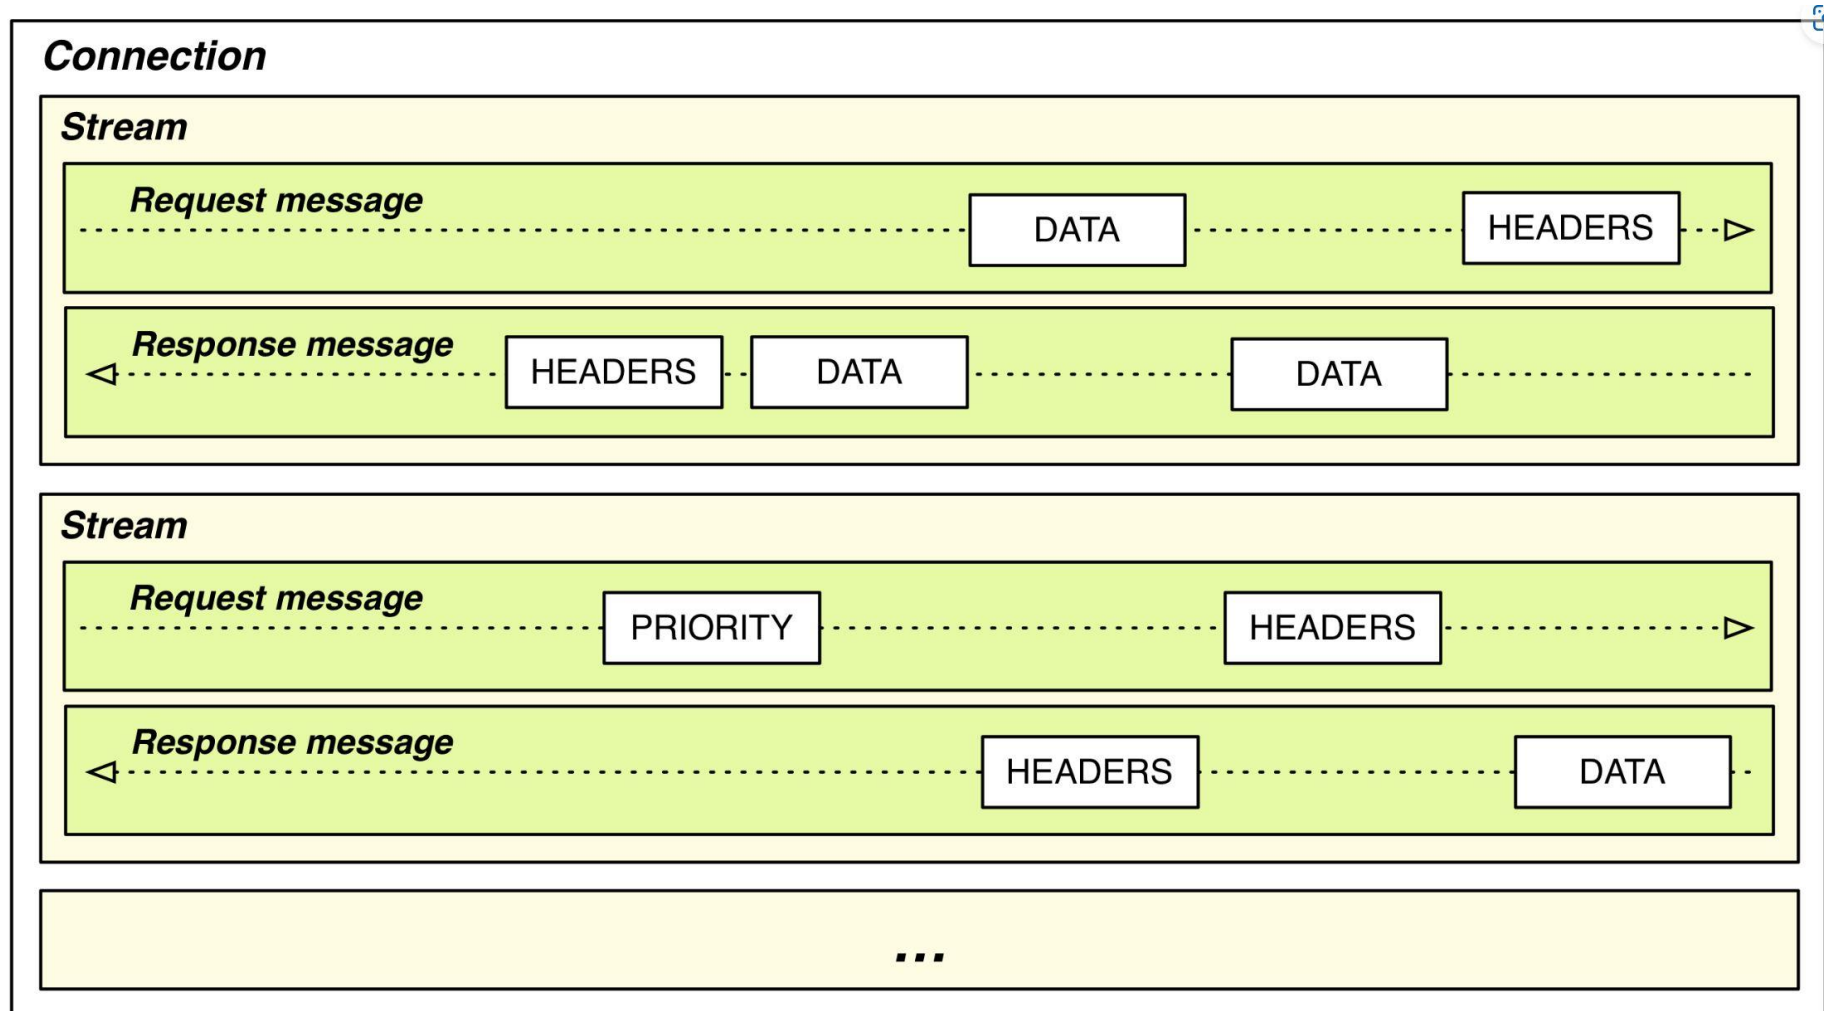 Connection
Stream
Request message
DATA
HEADERS
Response message
HEADERS
DATA
DATA
Stream
Request message
PRIORITY
HEADERS
Response message
HEADERS
DATA
...